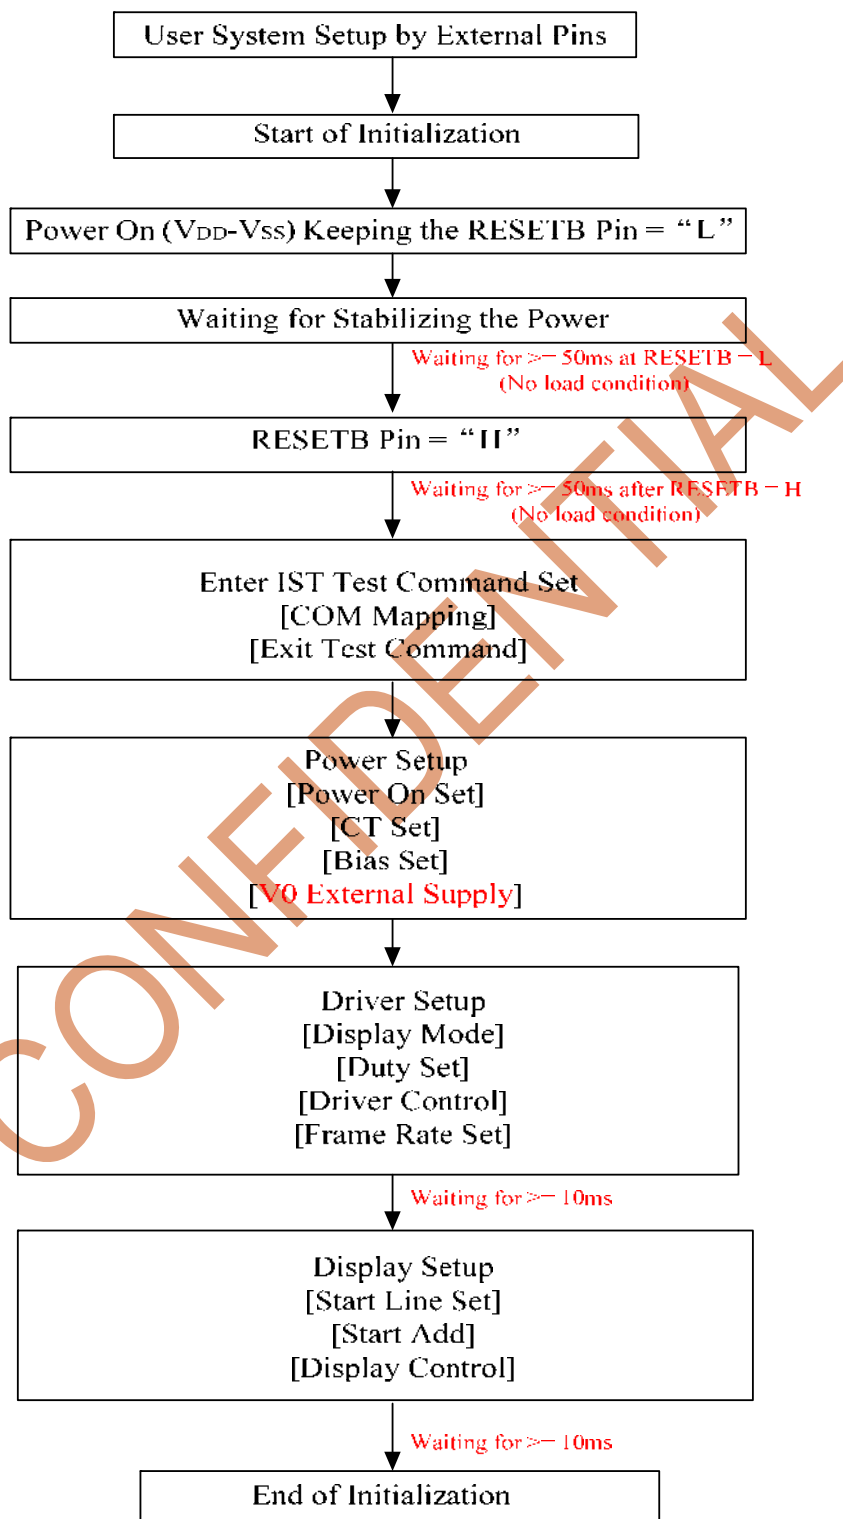 User System Setup by External Pins
Start of Initialization
Power On (VDD-VSS) Keeping the RESETB Pin = “L”
Waiting for Stabilizing the Power
Waiting for >= 50ms at RESETB = L
(No load condition)
RESETB Pin = “H”
Waiting for >= 50ms after RESETB = H
(No load condition)
Enter IST Test Command Set
[COM Mapping]
[Exit Test Command]
Power Setup
[Power On Set]
[CT Set]
[Bias Set]
[V0 External Supply]
Driver Setup
[Display Mode]
[Duty Set]
[Driver Control]
[Frame Rate Set]
Waiting for >= 10ms
Display Setup
[Start Line Set]
[Start Add]
[Display Control]
Waiting for >= 10ms
End of Initialization
CONFIDENTIAL